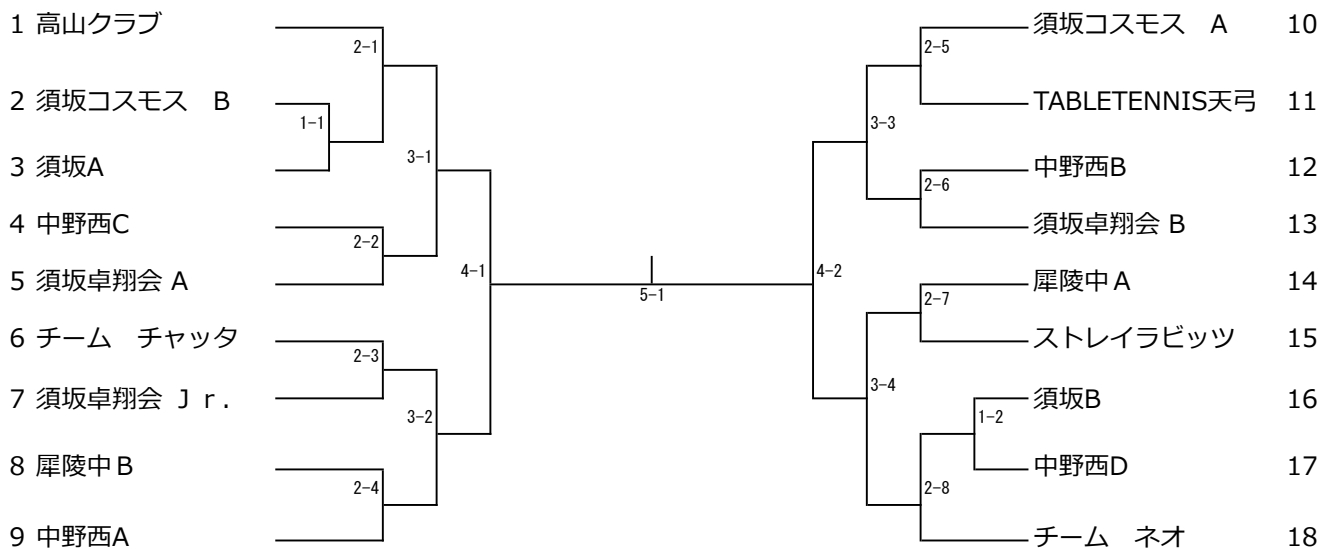 1 高山クラブ
2 須坂コスモス　B
3 須坂A
4 中野西C
5 須坂卓翔会 A
6 チーム　チャッタ
7 須坂卓翔会 Ｊｒ.
8 犀陵中Ｂ
9 中野西A
2-1
1-1
3-1
2-2
4-1
2-3
3-2
2-4
5-1
4-2
2-5
3-3
2-6
2-7
3-4
1-2
2-8
須坂コスモス　A 10
TABLETENNIS天弓 11
中野西B 12
須坂卓翔会 B 13
犀陵中Ａ 14
ストレイラビッツ 15
須坂B 16
中野西D 17
チーム　ネオ 18